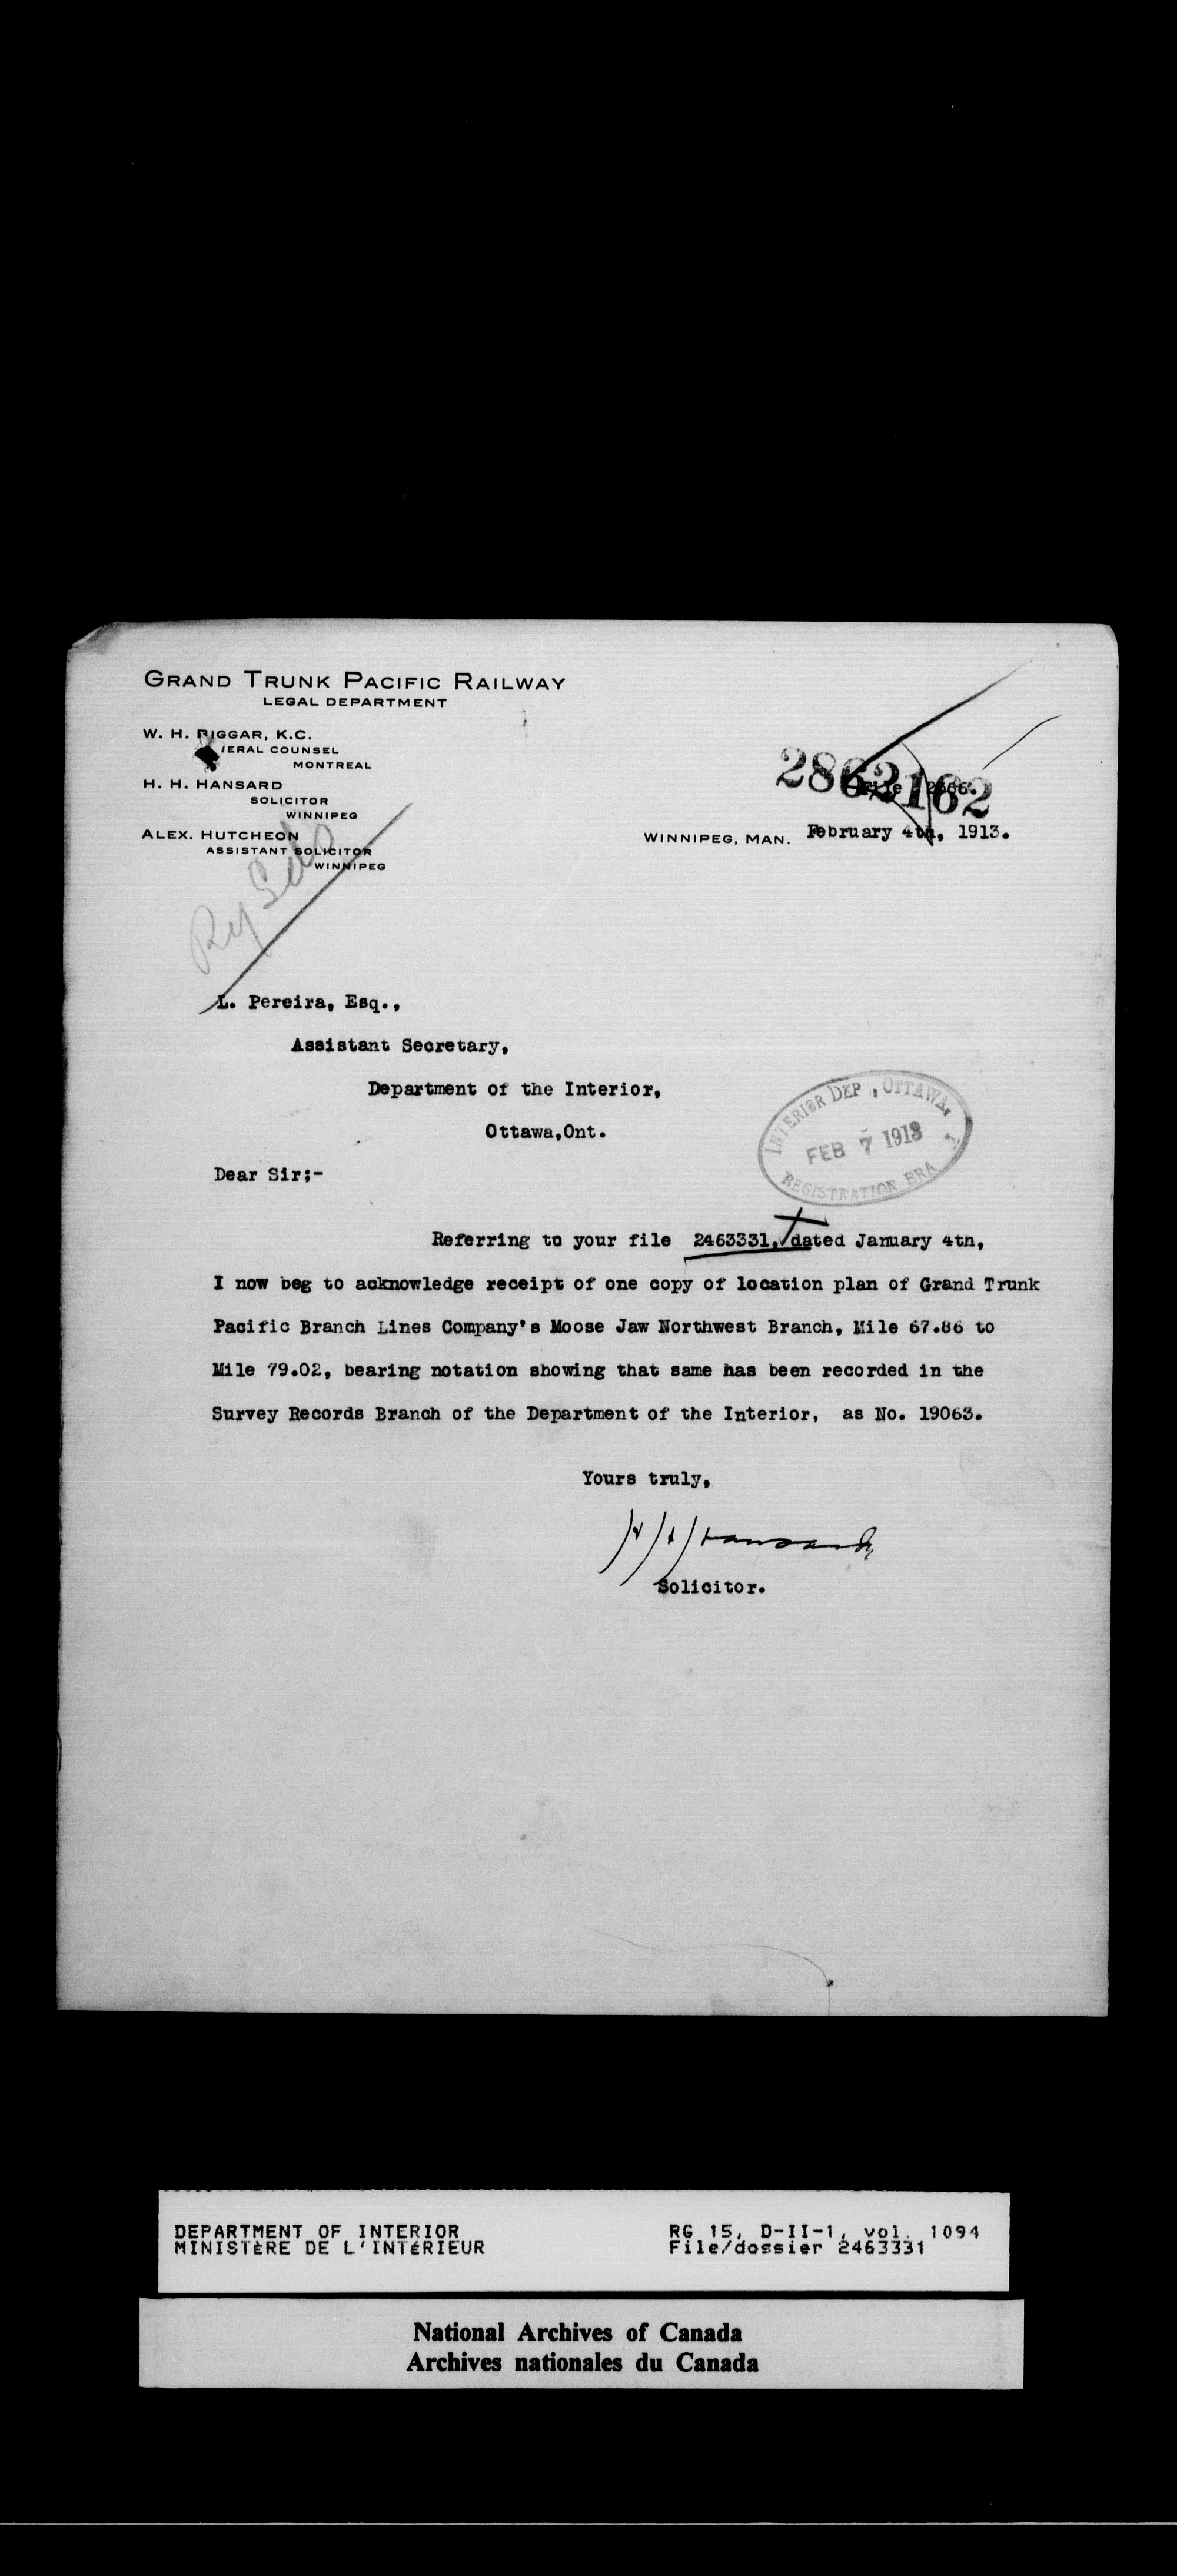 GRAND TRUNK PACIFIC RAILWAY
LEGAL DEPARTMENT
W. H. BIGGAR, K.C.
COUNSEL
MONTREAL
H. H. HANSARD
SOLICITOR
WINNIPEG
ALEX. HUTCHEON
ASSISTANT SOLICITOR
WINNIPEG
2862162
WINNIPEG, MAN. February 4th, 1913.
L. Pereira, Esq.,
Assistant Secretary,
Department of the Interior,
Ottawa,Ont.
INTERIOR DEP , OTTAWA,
FEB 7 1913
REGISTRATION BRA
Dear Sir;-
Referring to your file 2463331, dated January 4th,
I now beg to acknowledge receipt of one copy of location plan of Grand Trunk
Pacific Branch Lines Company's Moose Jaw Northwest Branch, Mile 67.86 to
Mile 79.02, bearing notation showing that same has been recorded in the
Survey Records Branch of the Department of the Interior, as No. 19063.
Yours truly,
H H Hansard
Solicitor.
DEPARTMENT OF INTERIOR
MINISTÈRE DE L'INTÉRIEUR
RG 15, D-II-1, vol. 1094
File/dossier 2463331
National Archives of Canada
Archives nationales du Canada